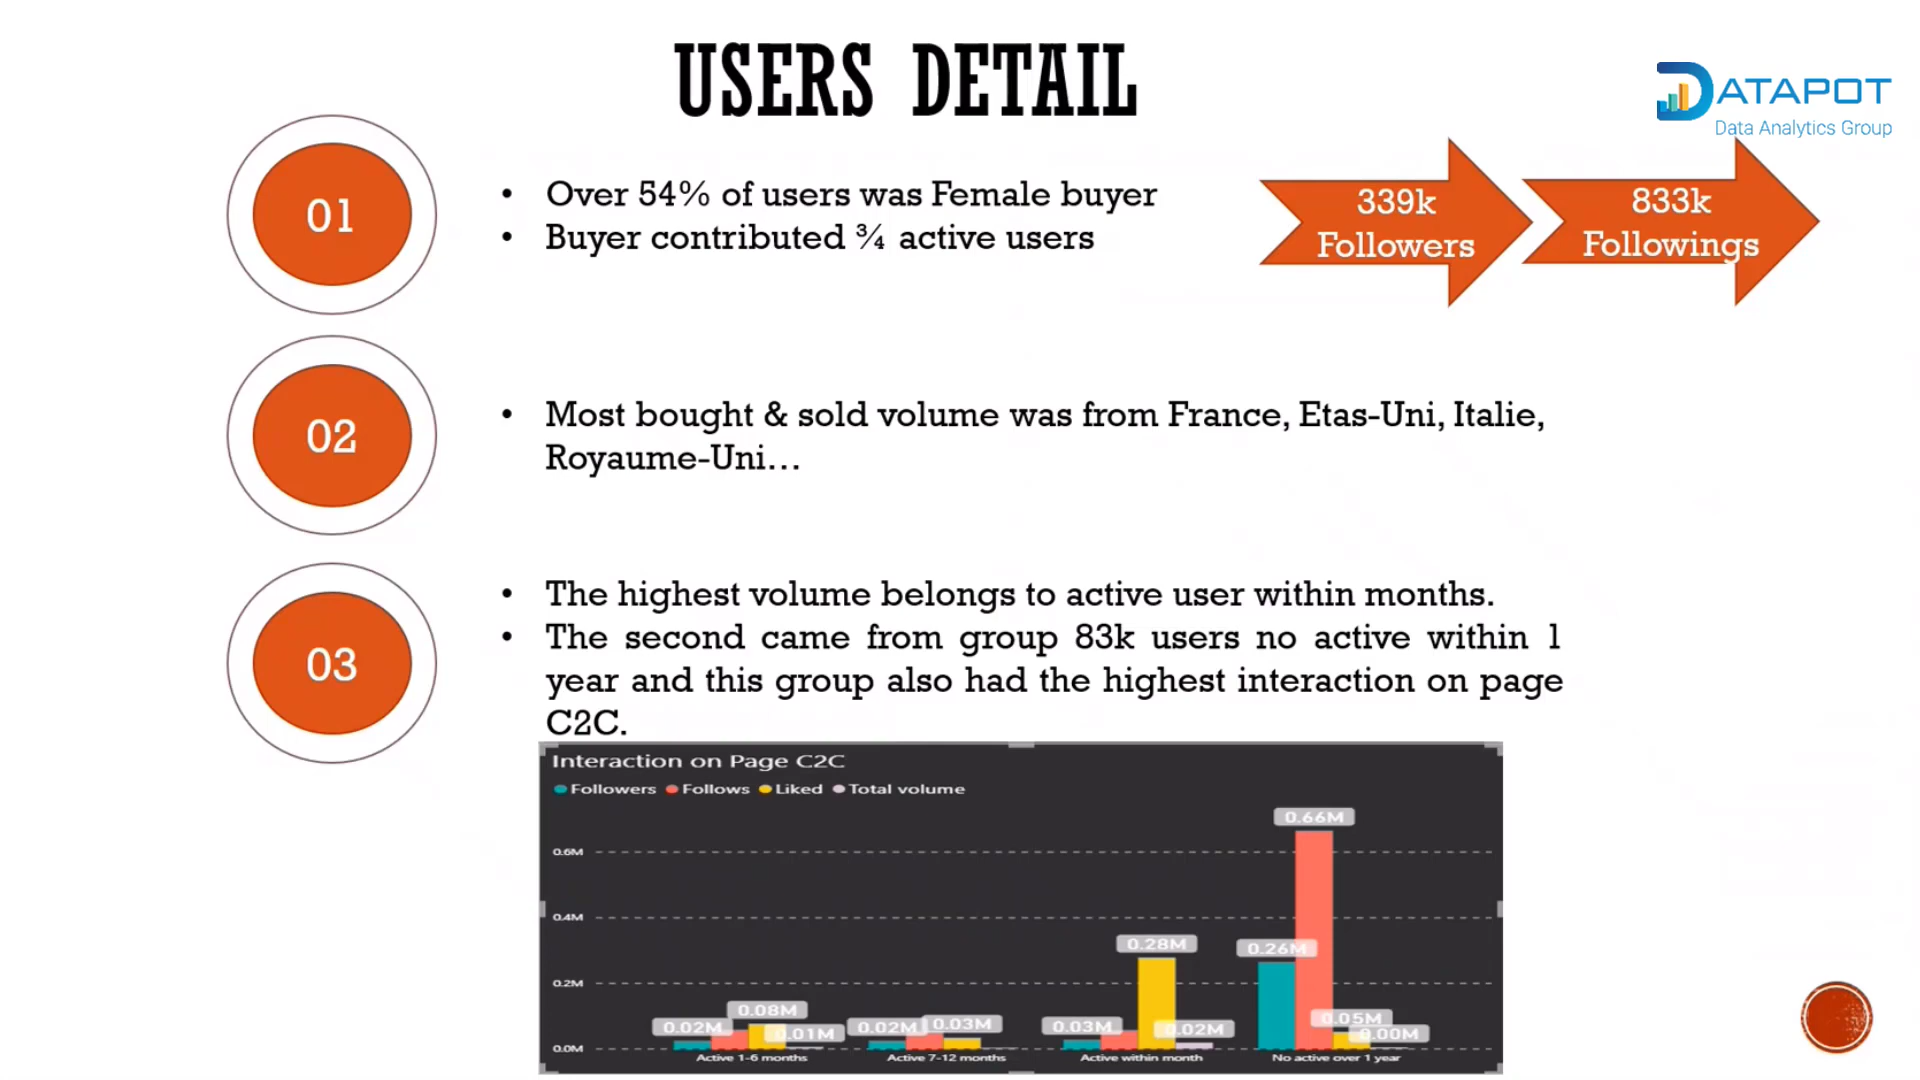 USERS DETAIL
DATAPOT
Data Analytics Group
01
• Over 54% of users was Female buyer
• Buyer contributed ¾ active users
339k
Followers
833k
Followings
02
• Most bought & sold volume was from France, Etas-Uni, Italie,
Royaume-Uni…
03
• The highest volume belongs to active user within months.
• The second came from group 83k users no active within 1
year and this group also had the highest interaction on page
C2C.
Interaction on Page C2C
Followers Follows Liked Total volume
0.66M
0.6M
0.4M
0.28M
0.26M
0.2M
0.08M
0.02M
0.01M
0.02M
0.03M
0.03M
0.02M
0.05M
0.00M
0.0M
Active 1-6 months
Active 7-12 months
Active within month
No active over 1 year